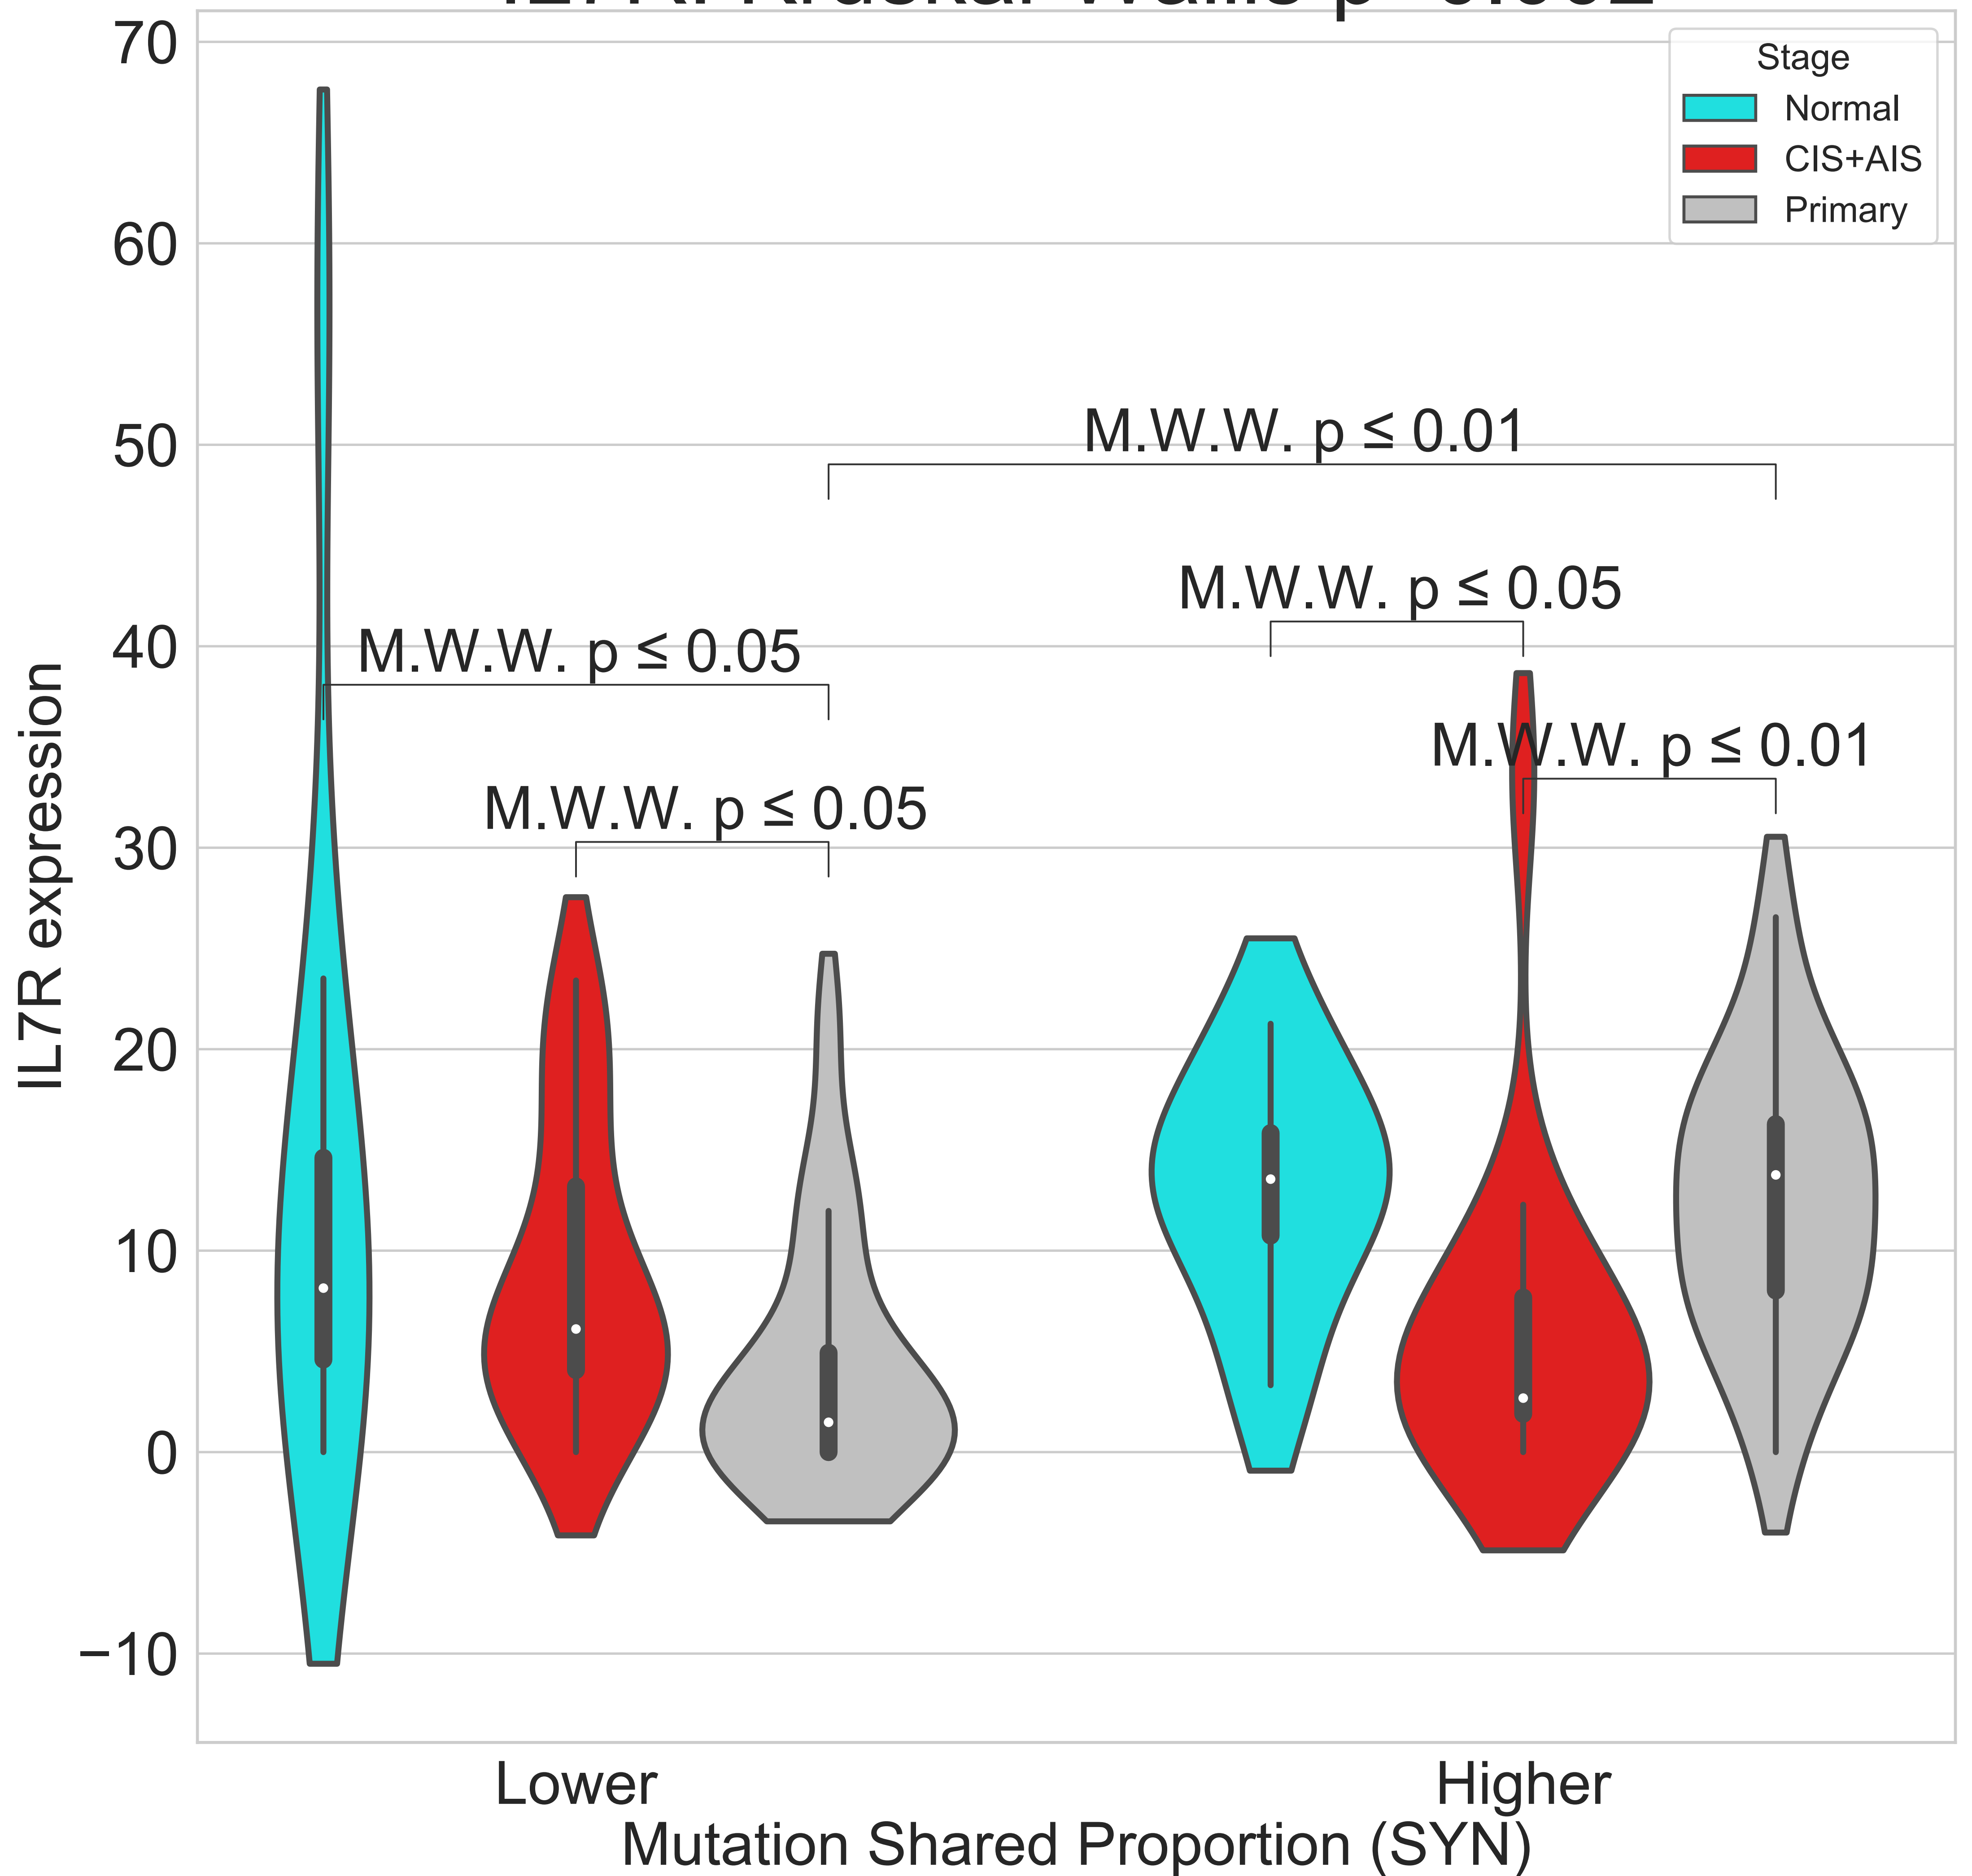 70
60
50
40
30
20
10
0
−10
IL7R expression
Stage
Normal
CIS+AIS
Primary
M.W.W. p ≤ 0.01
M.W.W. p ≤ 0.05
M.W.W. p ≤ 0.05
M.W.W. p ≤ 0.01
M.W.W. p ≤ 0.05
Lower
Higher
Mutation Shared Proportion (SYN)